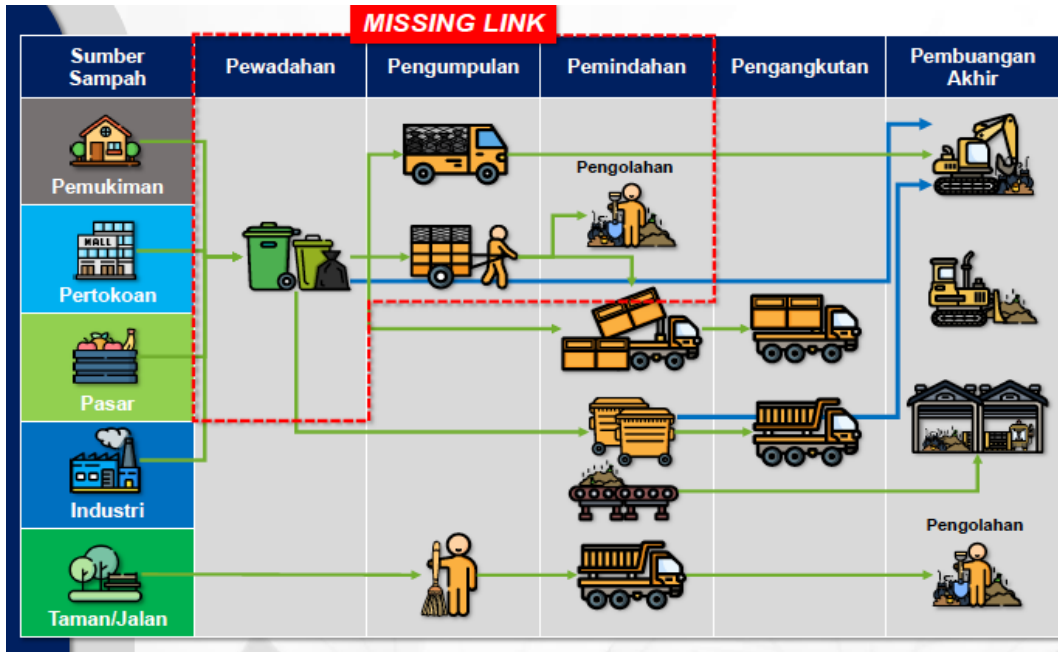 MISSING LINK
Sumber
Sampah
Pewadahan
Pengumpulan
Pemindahan
Pengangkutan
Pembuangan
Akhir
Pemukiman
Pengolahan
MALL
Pertokoan
Pasar
Industri
Pengolahan
Taman/Jalan